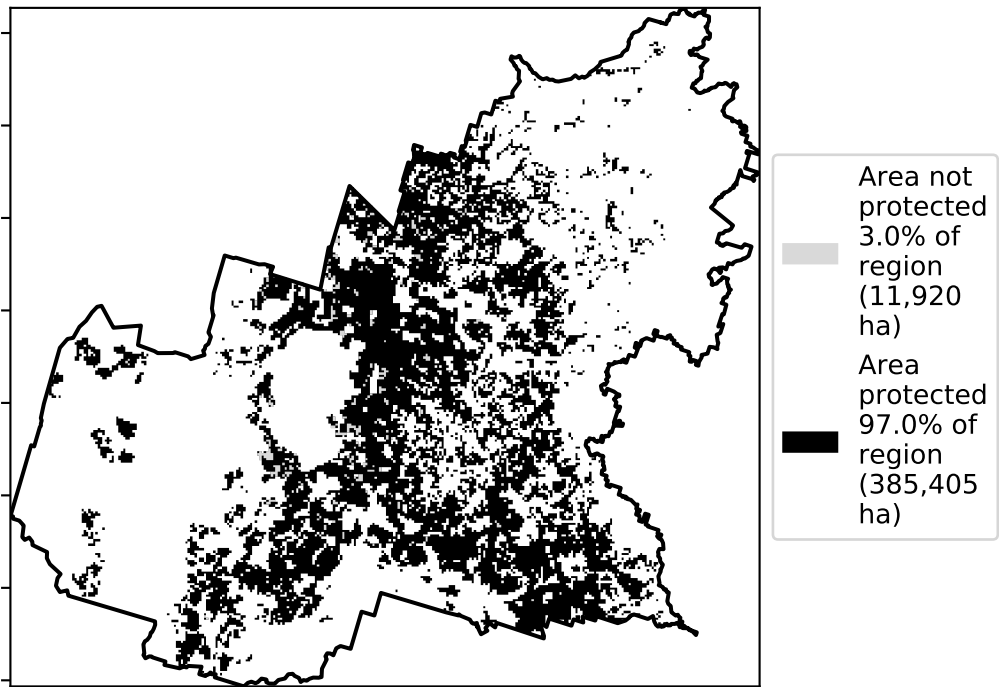 Area not
protected
3.0% of
region
(11,920
ha)
Area
protected
97.0% of
region
(385,405
ha)